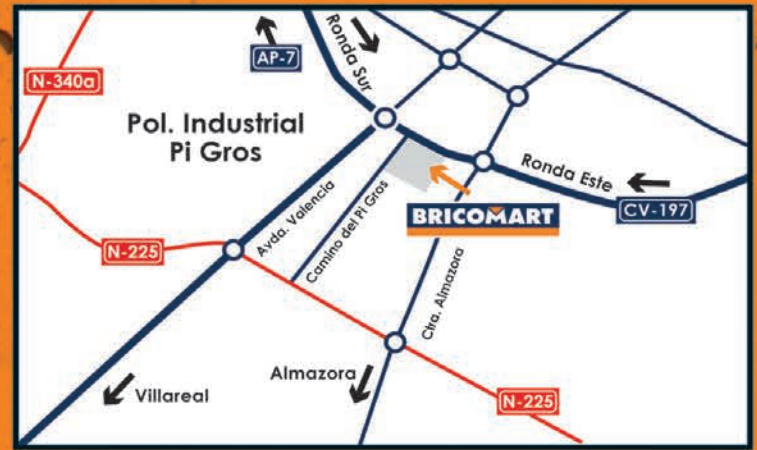 Ronda Sur
AP-7
N-340a
Pol. Industrial
Pi Gros
Ronda Este
CV-197
BRICOMART
Avda. Valencia
Camino del Pi Gros
Ctra. Almazora
N-225
Almazora
Villareal
N-225